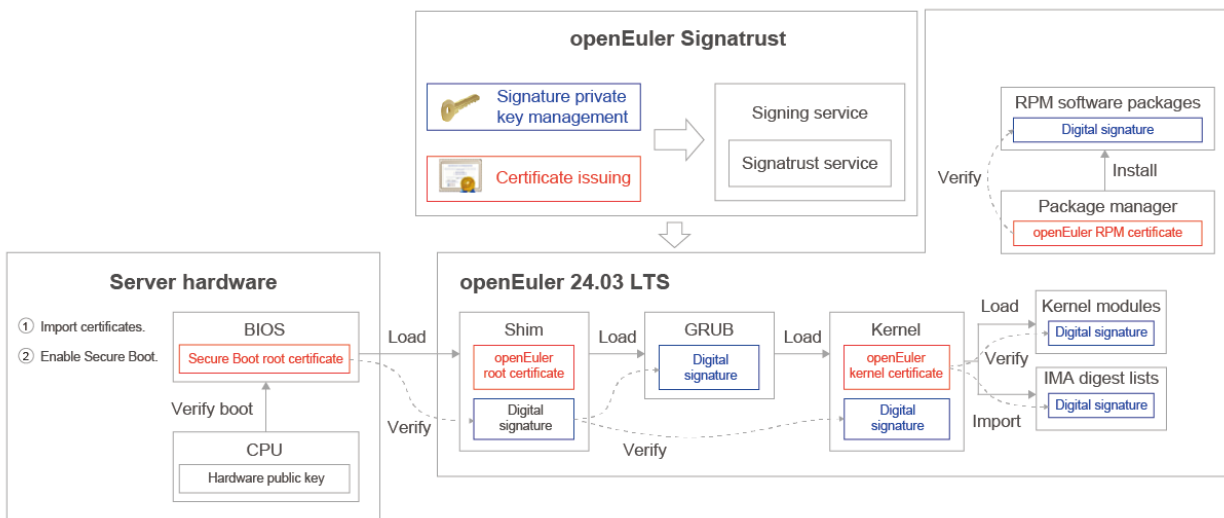 openEuler Signatrust
Signature private
key management
Certificate issuing
Signing service
Signatrust service
RPM software packages
Digital signature
Verify
Install
Package manager
openEuler RPM certificate
Server hardware
① Import certificates.
② Enable Secure Boot.
BIOS
Secure Boot root certificate
Verify boot
CPU
Hardware public key
Load
Verify
openEuler 24.03 LTS
Shim
openEuler
root certificate
Digital
signature
Load
GRUB
Digital
signature
Verify
Load
Kernel
openEuler
kernel certificate
Digital
signature
Load
Verify
Import
Kernel modules
Digital signature
IMA digest lists
Digital signature